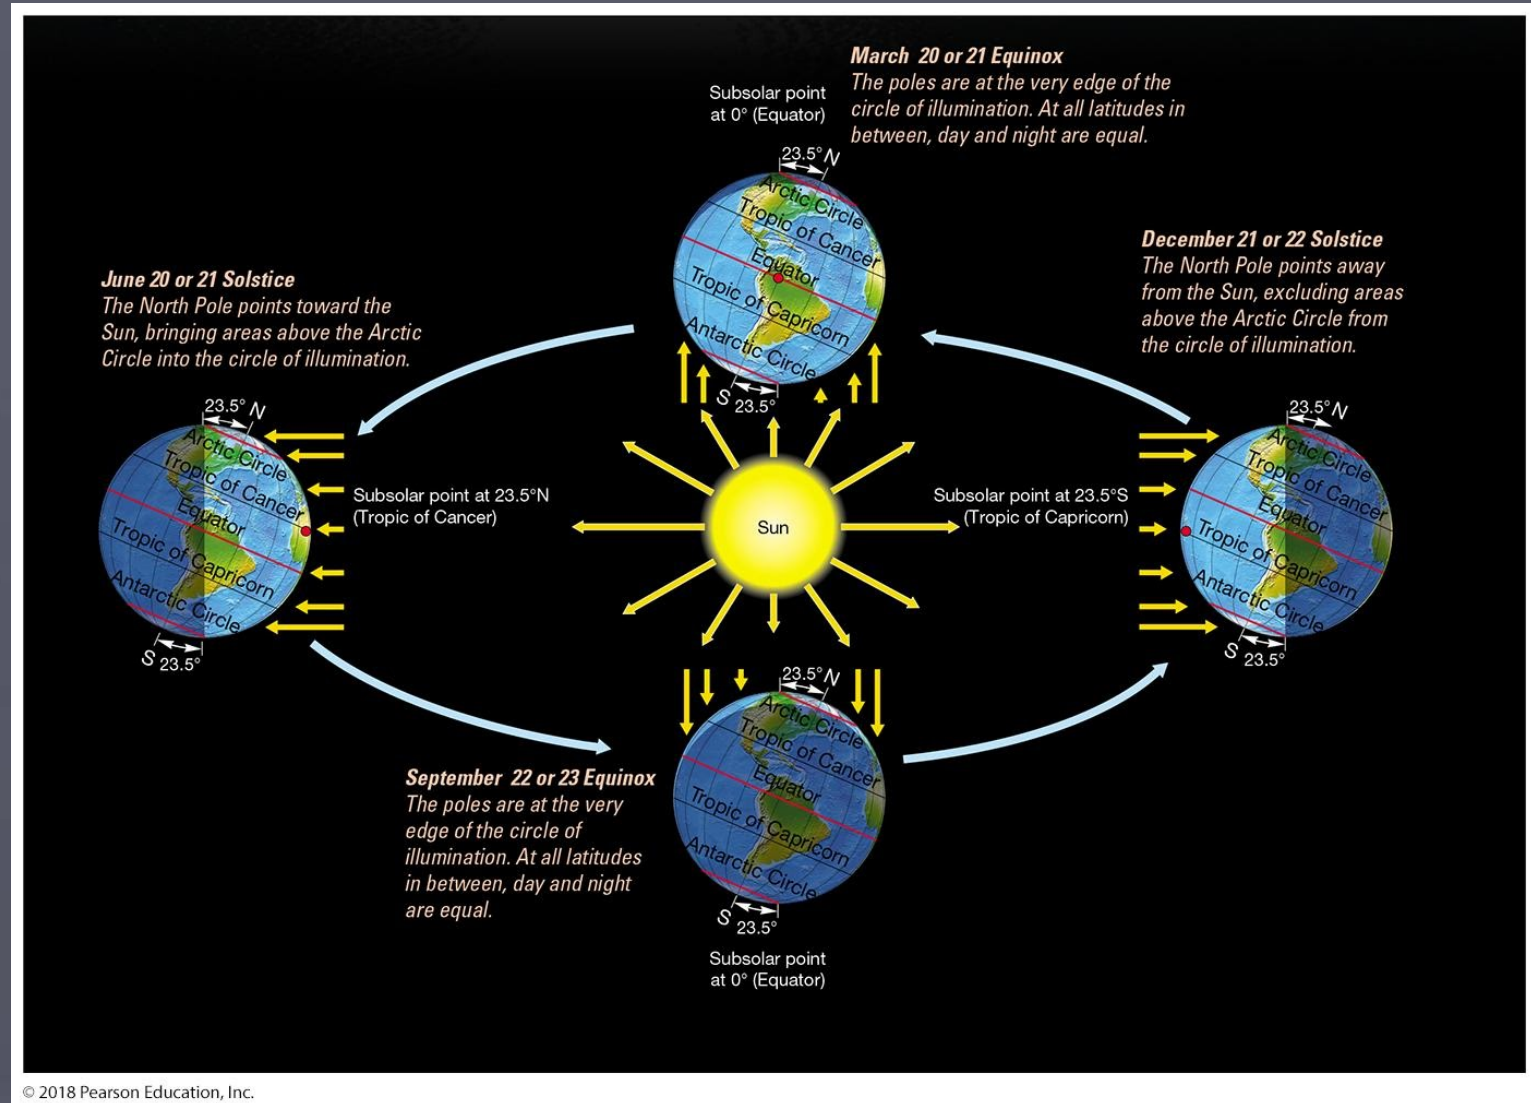 March 20 or 21 Equinox
The poles are at the very edge of the
circle of illumination. At all latitudes in
between, day and night are equal.
Subsolar point
at 0° (Equator)
23.5° N
Arctic Circle
Tropic of Cancer
Equator
Tropic of Capricorn
Antarctic Circle
S 23.5°
December 21 or 22 Solstice
The North Pole points away
from the Sun, excluding areas
above the Arctic Circle from
the circle of illumination.
June 20 or 21 Solstice
The North Pole points toward the
Sun, bringing areas above the Arctic
Circle into the circle of illumination.
23.5° N
Arctic Circle
Tropic of Cancer
Equator
Tropic of Capricorn
Antarctic Circle
S 23.5°
Subsolar point at 23.5°N
(Tropic of Cancer)
Sun
Subsolar point at 23.5°S
(Tropic of Capricorn)
23.5° N
Arctic Circle
Tropic of Cancer
Equator
Tropic of Capricorn
Antarctic Circle
S 23.5°
September 22 or 23 Equinox
The poles are at the very
edge of the circle of
illumination. At all latitudes
in between, day and night
are equal.
23.5° N
Arctic Circle
Tropic of Cancer
Equator
Tropic of Capricorn
Antarctic Circle
S 23.5°
Subsolar point
at 0° (Equator)
© 2018 Pearson Education, Inc.